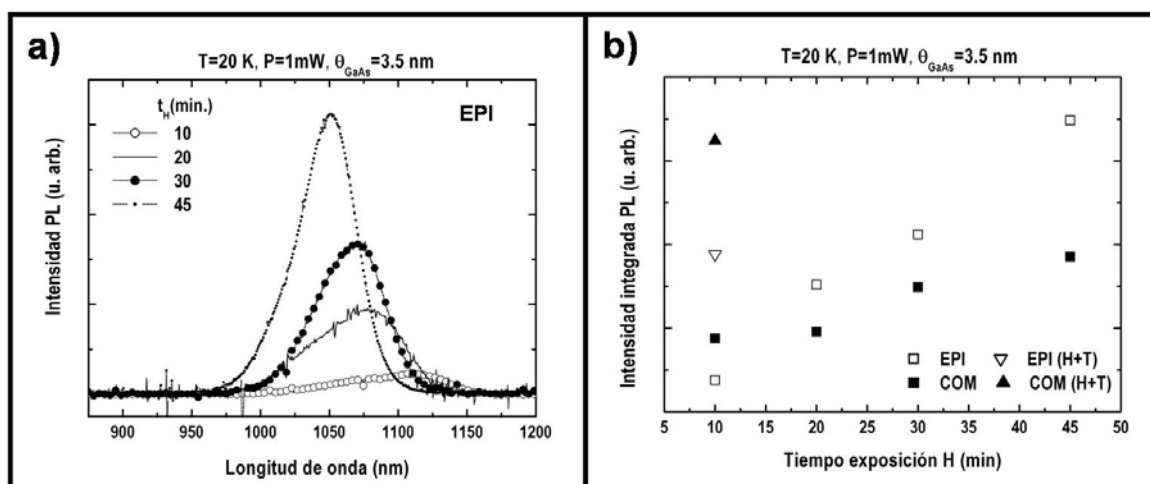 a)
T=20 K, P=1mW, θGaAs=3.5 nm
EPI
tH(min.)
10
20
30
45
Intensidad PL (u. arb.)
900 950 1000 1050 1100 1150 1200
Longitud de onda (nm)
b)
T=20 K, P=1mW, θGaAs=3.5 nm
Intensidad integrada PL (u. arb.)
EPI EPI (H+T)
COM COM (H+T)
5 10 15 20 25 30 35 40 45 50
Tiempo exposición H (min)